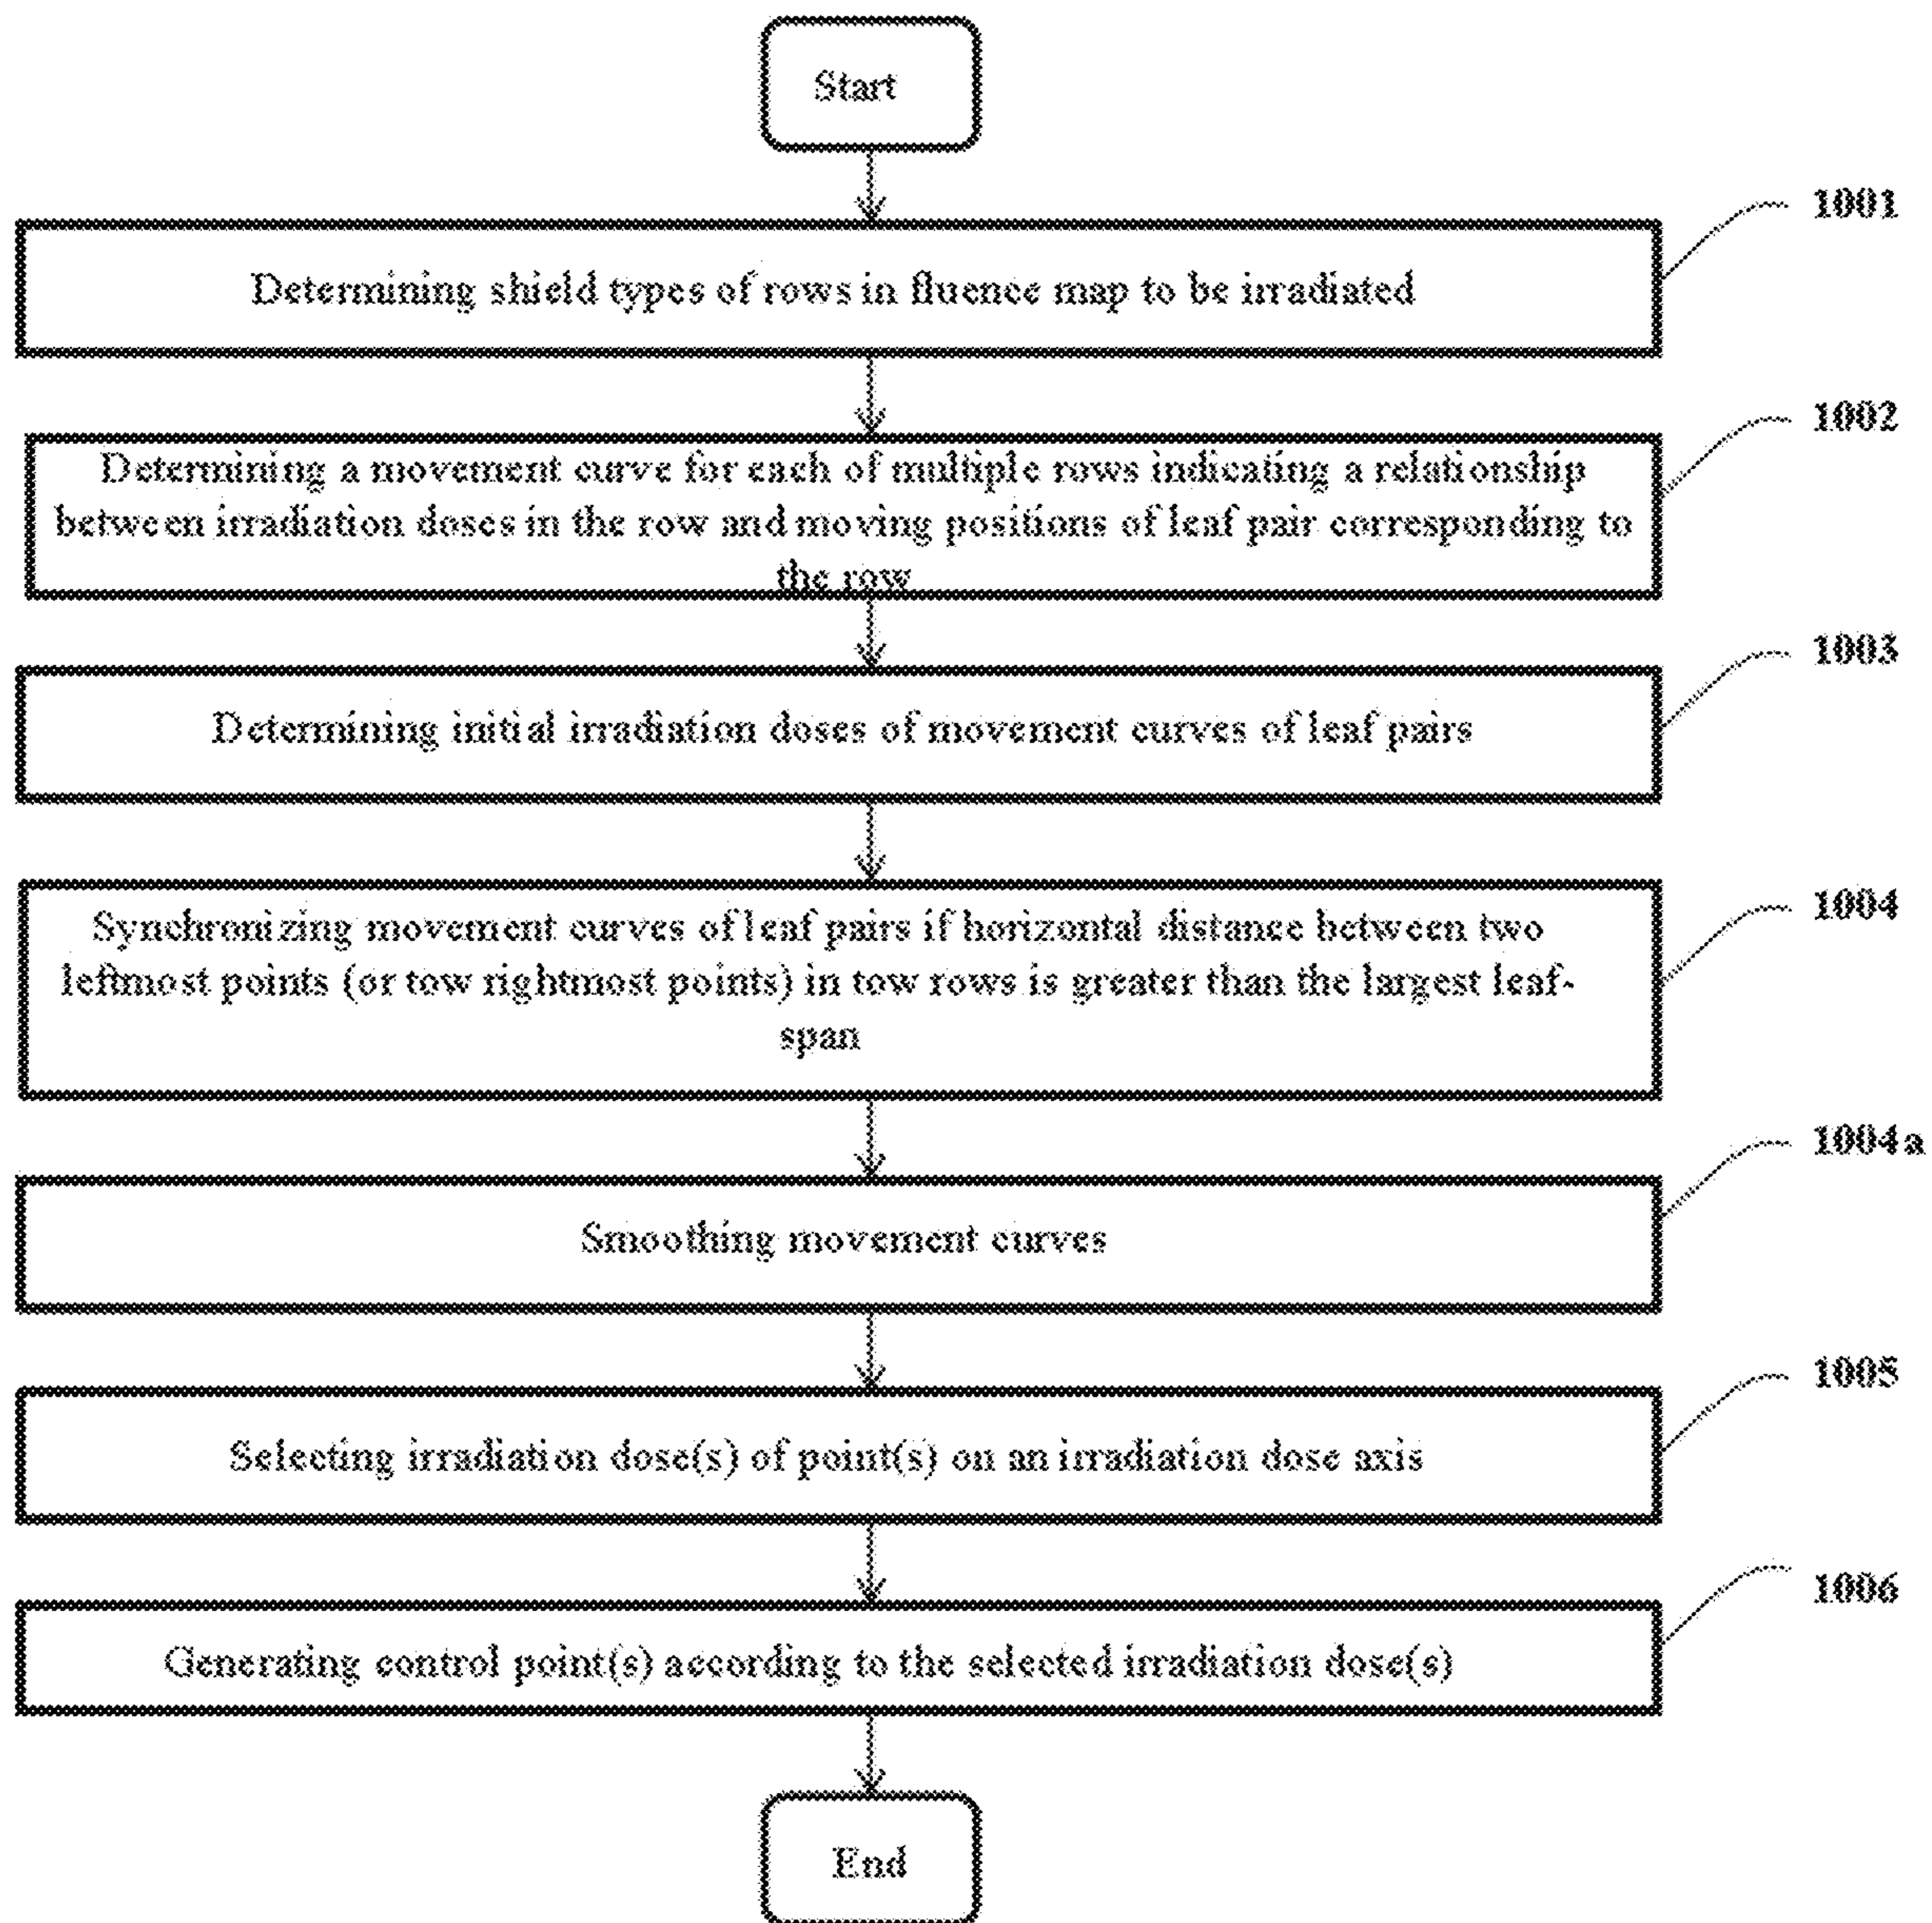 Start
1001
Determining shield types of rows in fluence map to be irradiated
1002
Determining a movement curve for each of multiple rows indicating a relationship
between irradiation doses in the row and moving positions of leaf pair corresponding to
the row
1003
Determining initial irradiation doses of movement curves of leaf pairs
1004
Synchronizing movement curves of leaf pairs if horizontal distance between two
leftmost points (or tow rightmost points) in tow rows is greater than the largest leaf-
span
1004a
Smoothing movement curves
1005
Selecting irradiation dose(s) of point(s) on an irradiation dose axis
1006
Generating control point(s) according to the selected irradiation dose(s)
End